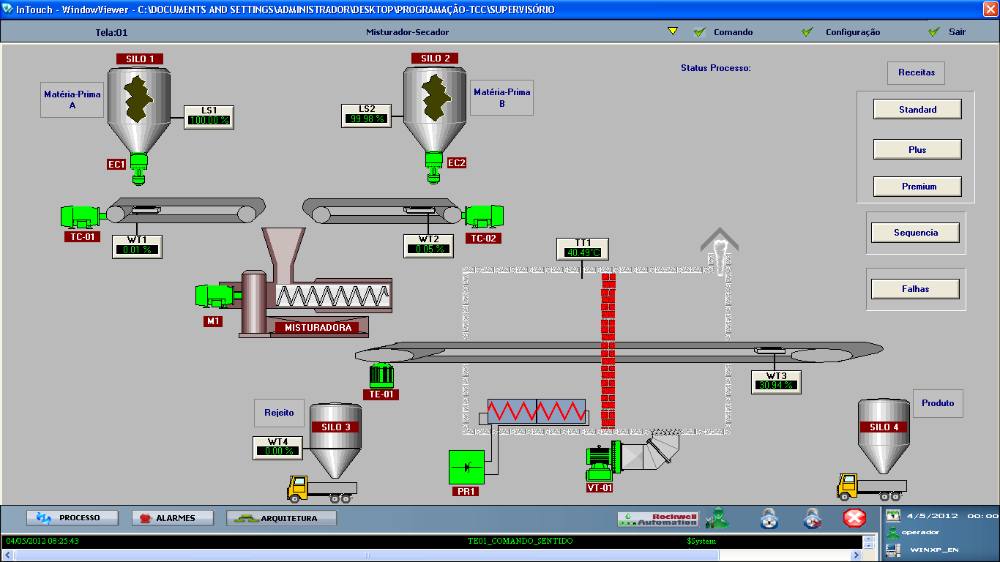 InTouch - WindowViewer - C:\DOCUMENTS AND SETTINGS\ADMINISTRADOR\DESKTOP\PROGRAMAÇÃO-TCC\SUPERVISÓRIO
Tela:01
Misturador-Secador
Comando
Configuração
Sair
SILO 1
SILO 2
Status Processo:
Receitas
Matéria-Prima
A
Matéria-Prima
B
LS1
100.00 %
LS2
99.98 %
Standard
Plus
Premium
EC1
EC2
TC-01
WT1
0.01 %
WT2
0.05 %
TC-02
TT1
40.49°C
Sequencia
Falhas
M1
MISTURADORA
TE-01
WT3
30.94 %
Rejeito
SILO 3
WT4
0.00 %
Produto
SILO 4
PR1
VT-01
PROCESSO
ALARMES
ARQUITETURA
Rockwell
Automation
4/5/2012 00:00
operador
WINXP_EN
04/05/2012 08:25:43
TE01_COMANDO_SENTIDO
$System